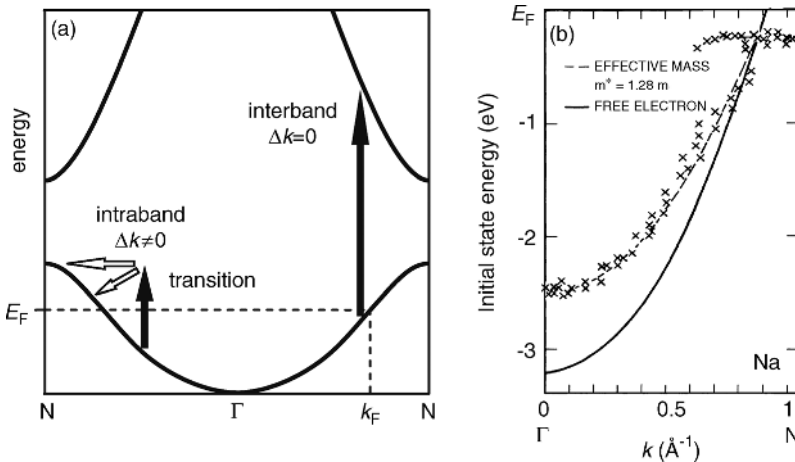 (a)
energy
interband
Δk=0
intraband
Δk≠0
transition
E_F
N
Γ
k_F
N
E_F
(b)
EFFECTIVE MASS
m* = 1.28 m
FREE ELECTRON
Initial state energy (eV)
-1
-2
-3
Na
0
0.5
1
Γ
N
k (Å⁻¹)